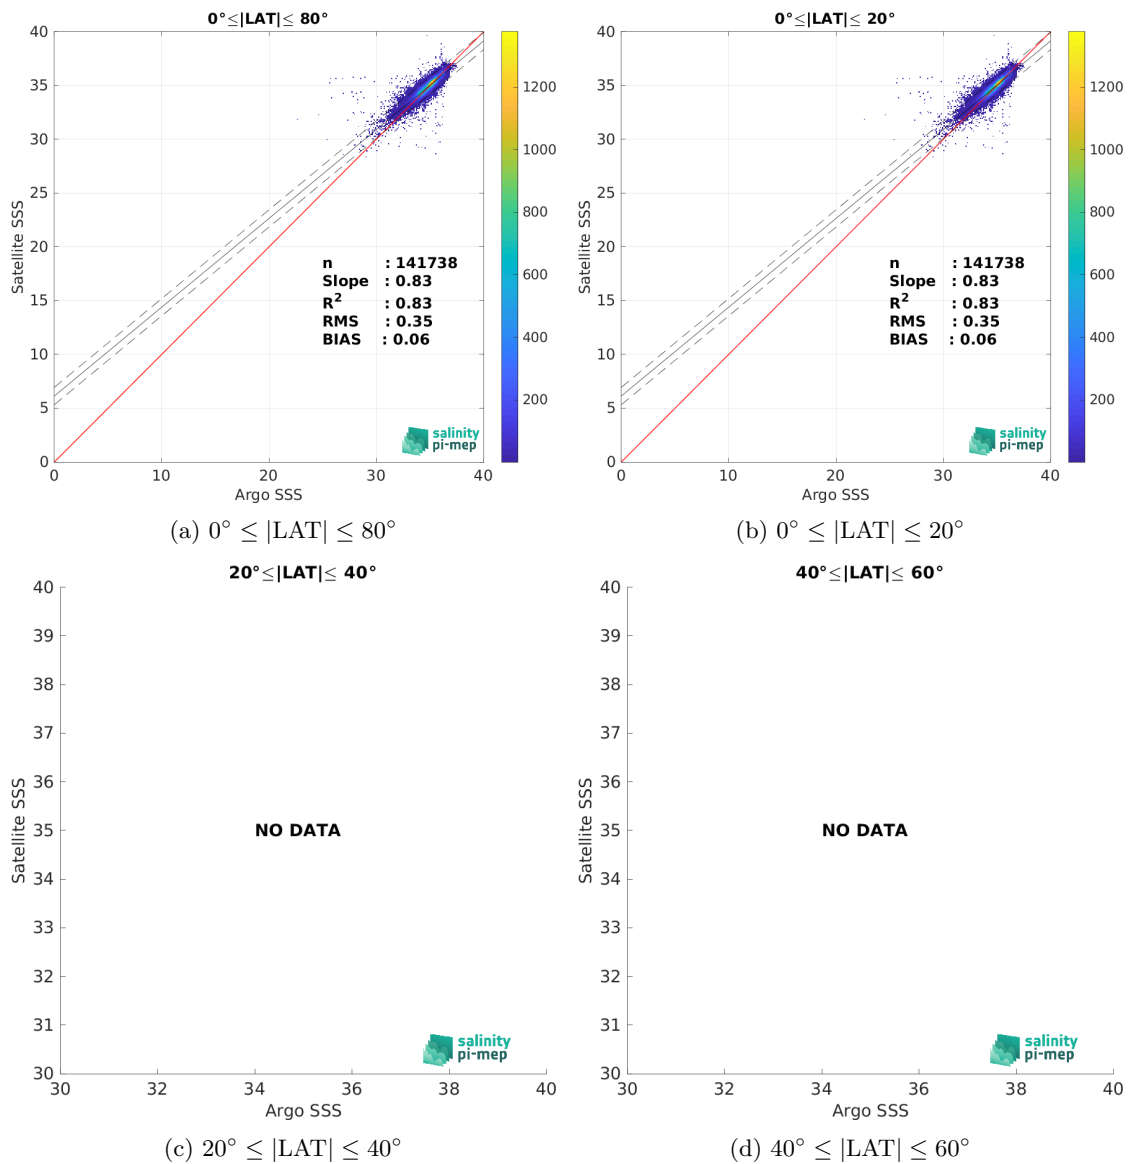 0°≤|LAT|≤ 80°
40
35
30
25
20
15
10
5
0
Satellite SSS
n : 141738
Slope : 0.83
R² : 0.83
RMS : 0.35
BIAS : 0.06
salinity
pi-mep
0 10 20 30 40
Argo SSS
1200
1000
800
600
400
200
(a) 0° ≤ |LAT| ≤ 80°
0°≤|LAT|≤ 20°
40
35
30
25
20
15
10
5
0
Satellite SSS
n : 141738
Slope : 0.83
R² : 0.83
RMS : 0.35
BIAS : 0.06
salinity
pi-mep
0 10 20 30 40
Argo SSS
1200
1000
800
600
400
200
(b) 0° ≤ |LAT| ≤ 20°
20°≤|LAT|≤ 40°
40
39
38
37
36
35
34
33
32
31
30
Satellite SSS
NO DATA
salinity
pi-mep
30 32 34 36 38 40
Argo SSS
(c) 20° ≤ |LAT| ≤ 40°
40°≤|LAT|≤ 60°
40
39
38
37
36
35
34
33
32
31
30
Satellite SSS
NO DATA
salinity
pi-mep
30 32 34 36 38 40
Argo SSS
(d) 40° ≤ |LAT| ≤ 60°